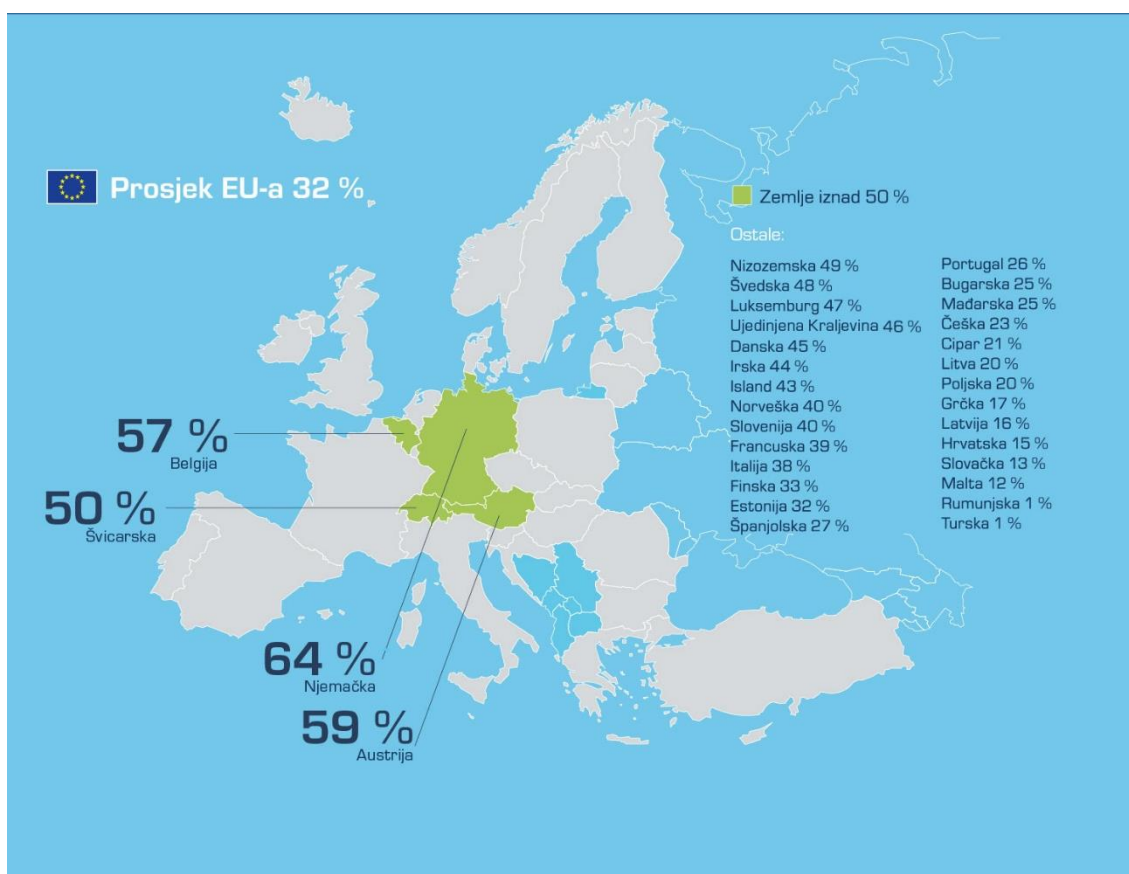 Prosjek EU-a 32 %
Zemlje iznad 50 %
Ostale:
Nizozemska 49 %
Švedska 48 %
Luksemburg 47 %
Ujedinjena Kraljevina 46 %
Danska 45 %
Irska 44 %
Island 43 %
Norveška 40 %
Slovenija 40 %
Francuska 39 %
Italija 38 %
Finska 33 %
Estonija 32 %
Španjolska 27 %
Portugal 26 %
Bugarska 25 %
Mađarska 25 %
Češka 23 %
Cipar 21 %
Litva 20 %
Poljska 20 %
Grčka 17 %
Latvija 16 %
Hrvatska 15 %
Slovačka 13 %
Malta 12 %
Rumunjska 1 %
Turska 1 %
57 %
Belgija
50 %
Švicarska
64 %
Njemačka
59 %
Austrija